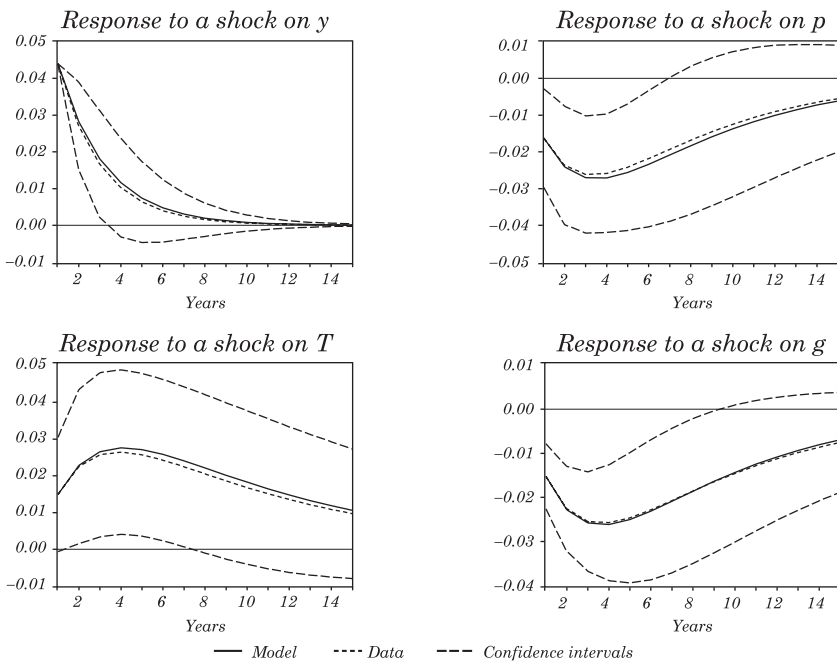 Response to a shock on y
0.05
0.04
0.03
0.02
0.01
0.00
−0.01
2 4 6 8 10 12 14
Years
Response to a shock on p
0.01
0.00
−0.01
−0.02
−0.03
−0.04
−0.05
2 4 6 8 10 12 14
Years
Response to a shock on T
0.05
0.04
0.03
0.02
0.01
0.00
−0.01
2 4 6 8 10 12 14
Years
Response to a shock on g
0.01
0.00
−0.01
−0.02
−0.03
−0.04
2 4 6 8 10 12 14
Years
Model Data Confidence intervals